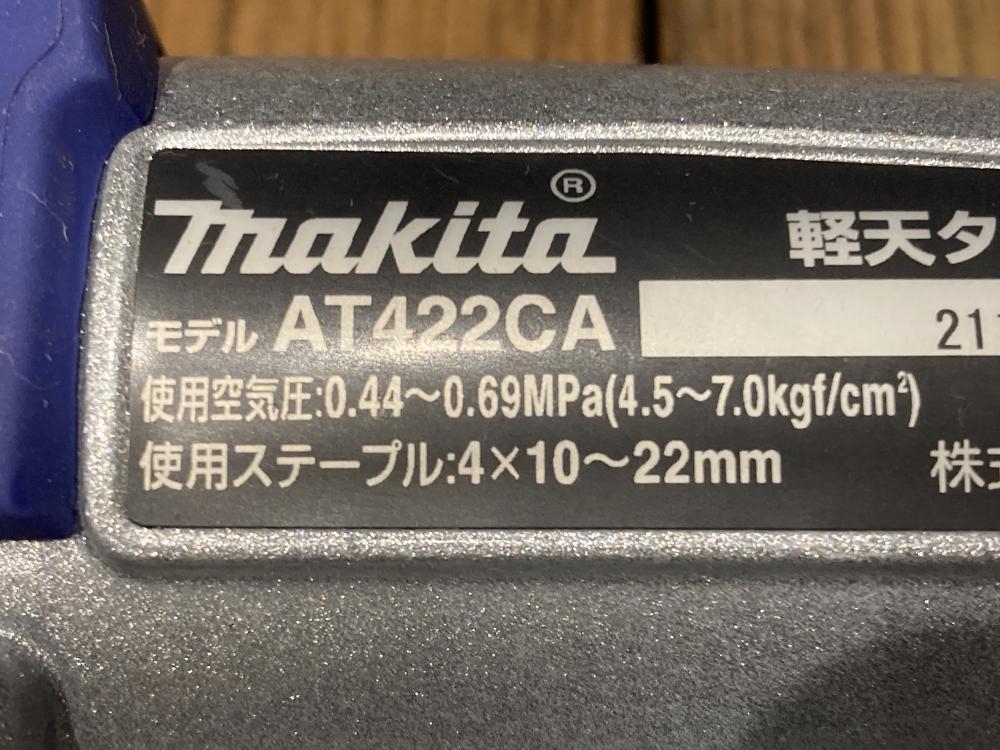 makita® 軽天タ
モデル AT422CA 21
使用空気圧:0.44～0.69MPa(4.5～7.0kgf/cm²)
使用ステープル:4×10～22mm 株